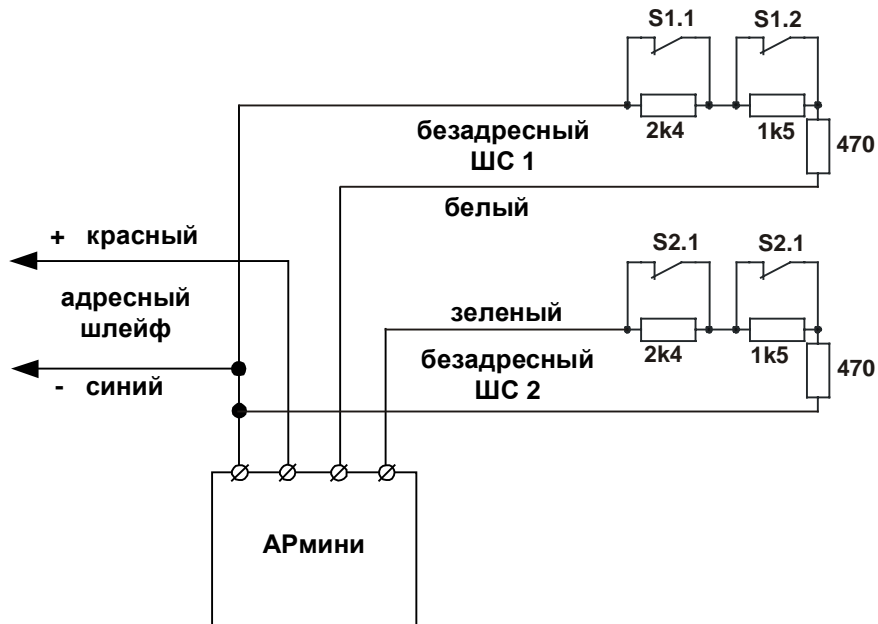 S1.1
S1.2
2k4
1k5
470
безадресный
ШС 1
белый
+ красный
адресный
шлейф
- синий
S2.1
S2.1
зеленый
2k4
1k5
470
безадресный
ШС 2
АРмини